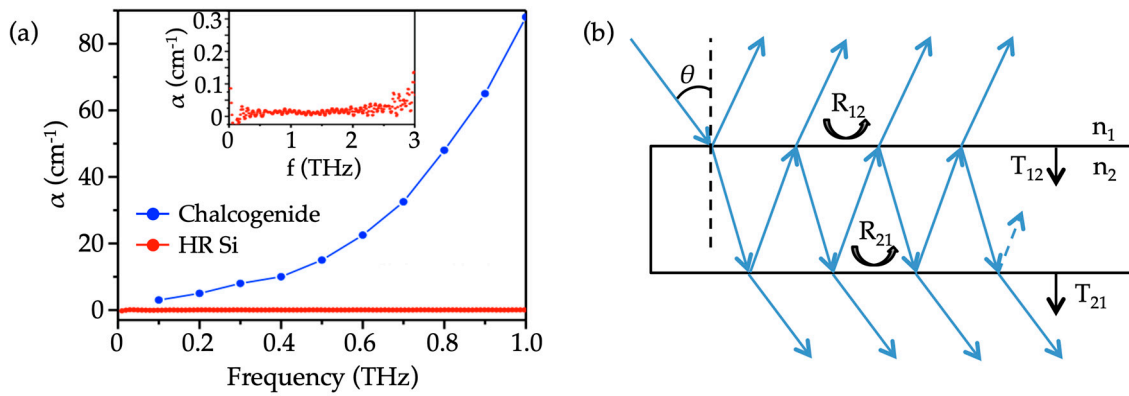 (a)
α (cm⁻¹)
80
60
40
20
0
0
0.2
0.4
0.6
0.8
1.0
Frequency (THz)
Chalcogenide
HR Si
α (cm⁻¹)
0.3
0.2
0.1
0
0
1
2
3
f (THz)
(b)
θ
R₁₂
n₁
T₁₂
n₂
R₂₁
T₂₁